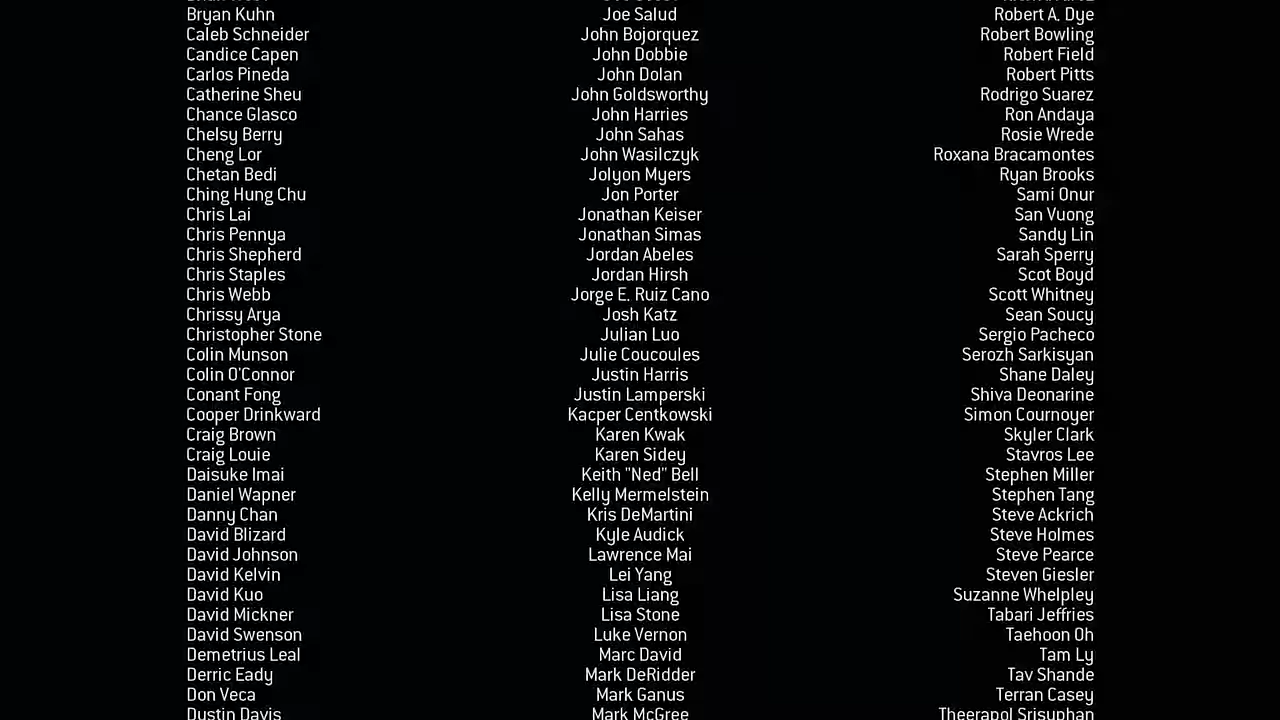 Bryan Kuhn
Caleb Schneider
Candice Capen
Carlos Pineda
Catherine Sheu
Chance Glasco
Chelsy Berry
Cheng Lor
Chetan Bedi
Ching Hung Chu
Chris Lai
Chris Pennya
Chris Shepherd
Chris Staples
Chris Webb
Chrissy Arya
Christopher Stone
Colin Munson
Colin O'Connor
Conant Fong
Cooper Drinkward
Craig Brown
Craig Louie
Daisuke Imai
Daniel Wapner
Danny Chan
David Blizard
David Johnson
David Kelvin
David Kuo
David Mickner
David Swenson
Demetrius Leal
Derric Eady
Don Veca
Dustin Davis
Joe Salud
John Bojorquez
John Dobbie
John Dolan
John Goldsworthy
John Harries
John Sahas
John Wasilczyk
Jolyon Myers
Jon Porter
Jonathan Keiser
Jonathan Simas
Jordan Abeles
Jordan Hirsh
Jorge E. Ruiz Cano
Josh Katz
Julian Luo
Julie Coucoules
Justin Harris
Justin Lamperski
Kacper Centkowski
Karen Kwak
Karen Sidey
Keith "Ned" Bell
Kelly Mermelstein
Kris DeMartini
Kyle Audick
Lawrence Mai
Lei Yang
Lisa Liang
Lisa Stone
Luke Vernon
Marc David
Mark DeRidder
Mark Ganus
Mark McGree
Robert A. Dye
Robert Bowling
Robert Field
Robert Pitts
Rodrigo Suarez
Ron Andaya
Rosie Wrede
Roxana Bracamontes
Ryan Brooks
Sami Onur
San Vuong
Sandy Lin
Sarah Sperry
Scot Boyd
Scott Whitney
Sean Soucy
Sergio Pacheco
Serozh Sarkisyan
Shane Daley
Shiva Deonarine
Simon Cournoyer
Skyler Clark
Stavros Lee
Stephen Miller
Stephen Tang
Steve Ackrich
Steve Holmes
Steve Pearce
Steven Giesler
Suzanne Whelpley
Tabari Jeffries
Taehoon Oh
Tam Ly
Tav Shande
Terran Casey
Theerapol Srisuphan